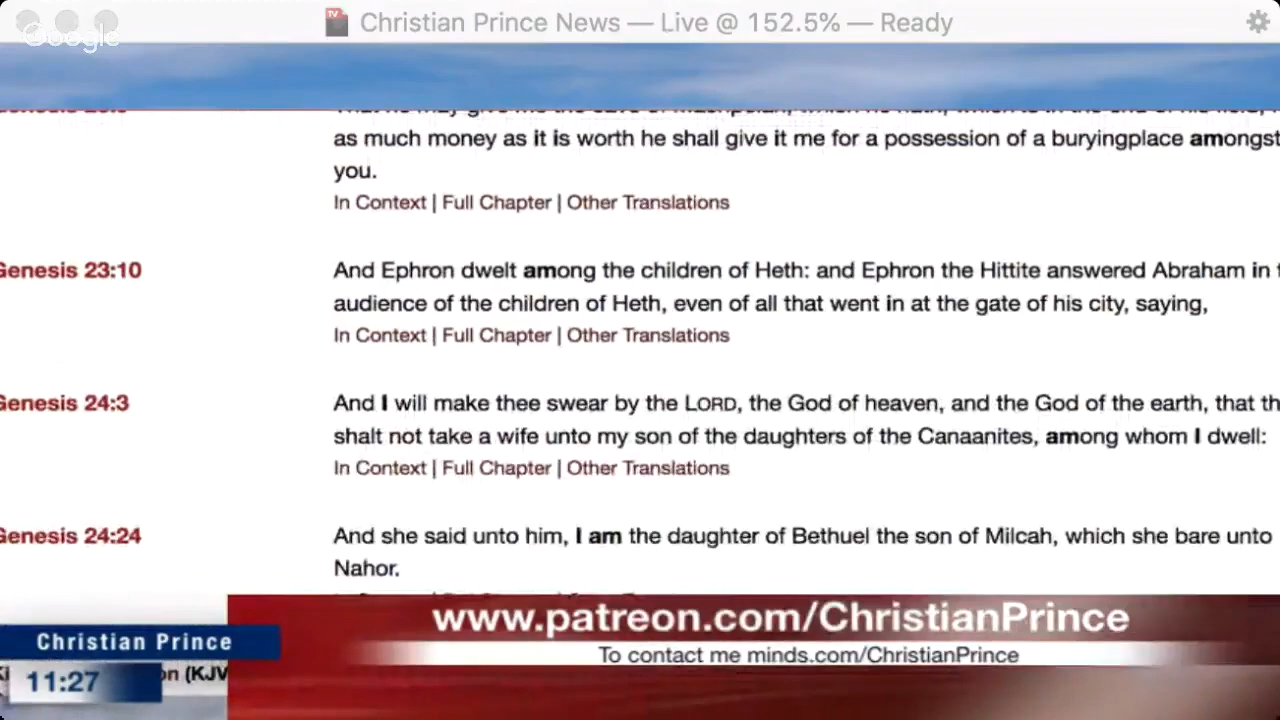 Christian Prince News — Live @ 152.5% — Ready
Google
as much money as it is worth he shall give it me for a possession of a buryingplace amongst
you.
In Context | Full Chapter | Other Translations
Genesis 23:10
And Ephron dwelt among the children of Heth: and Ephron the Hittite answered Abraham in
audience of the children of Heth, even of all that went in at the gate of his city, saying,
In Context | Full Chapter | Other Translations
Genesis 24:3
And I will make thee swear by the LORD, the God of heaven, and the God of the earth, that
shalt not take a wife unto my son of the daughters of the Canaanites, among whom I dwell:
In Context | Full Chapter | Other Translations
Genesis 24:24
And she said unto him, I am the daughter of Bethuel the son of Milcah, which she bare unto
Nahor.
www.patreon.com/ChristianPrince
Christian Prince
To contact me minds.com/ChristianPrince
11:27
(KJV